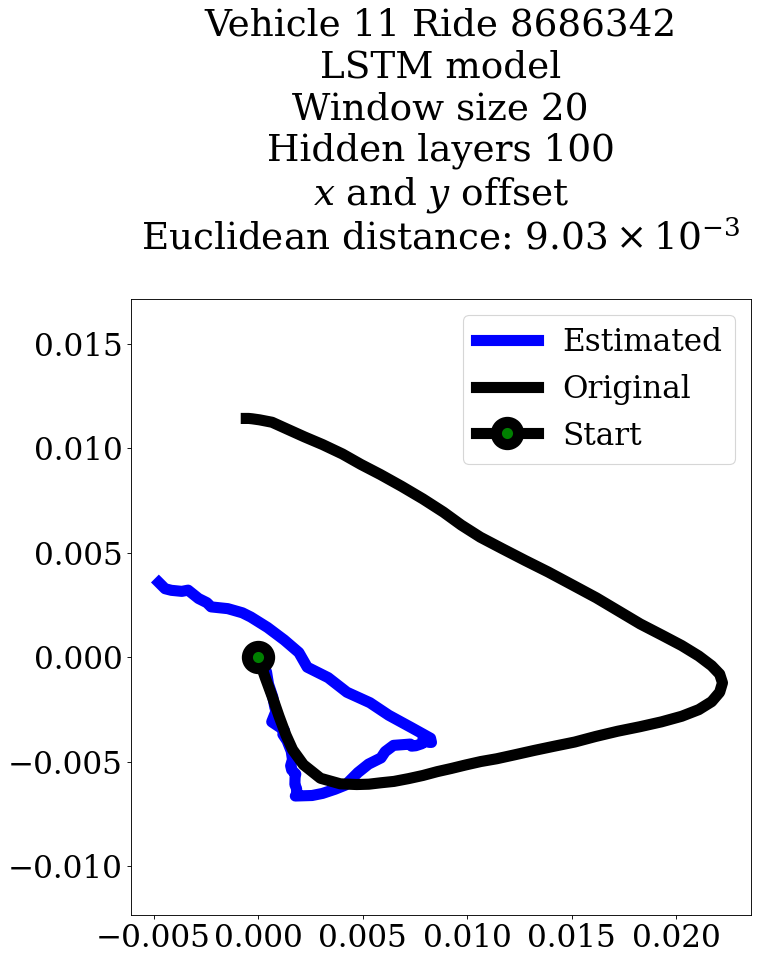 Vehicle 11 Ride 8686342
LSTM model
Window size 20
Hidden layers 100
x and y offset
Euclidean distance: 9.03 × 10⁻³
Estimated
Original
Start
0.015
0.010
0.005
0.000
−0.005
−0.010
−0.005 0.000 0.005 0.010 0.015 0.020